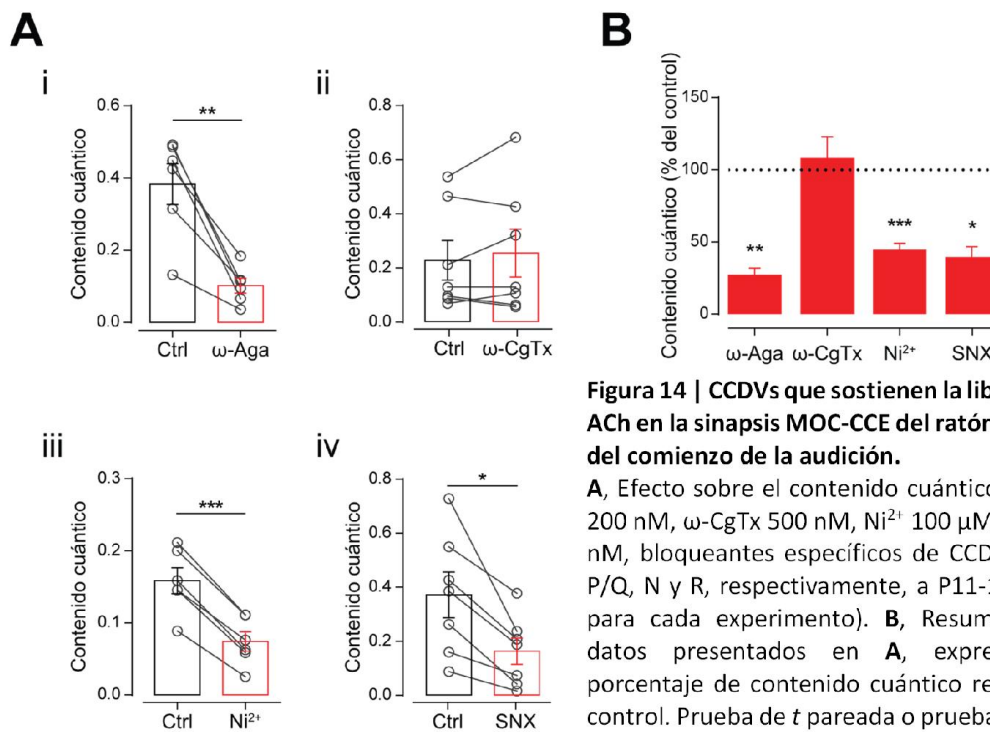 A
B
i
ii
Contenido cuántico
0.6
0.4
0.2
0.0
**
Ctrl
ω-Aga
Contenido cuántico
0.8
0.6
0.4
0.2
0.0
Ctrl
ω-CgTx
Contenido cuántico (% del control)
150
100
50
0
**
***
*
ω-Aga
ω-CgTx
Ni²⁺
SNX
iii
iv
Contenido cuántico
0.3
0.2
0.1
0.0
***
Ctrl
Ni²⁺
Contenido cuántico
0.8
0.6
0.4
0.2
0.0
*
Ctrl
SNX
Figura 14 | CCDVs que sostienen la lib
ACh en la sinapsis MOC-CCE del ratón
del comienzo de la audición.
A, Efecto sobre el contenido cuántico
200 nM, ω-CgTx 500 nM, Ni²⁺ 100 μM
nM, bloqueantes específicos de CCD
P/Q, N y R, respectivamente, a P11-
para cada experimento). B, Resum
datos presentados en A, expre
porcentaje de contenido cuántico re
control. Prueba de t pareada o prueba